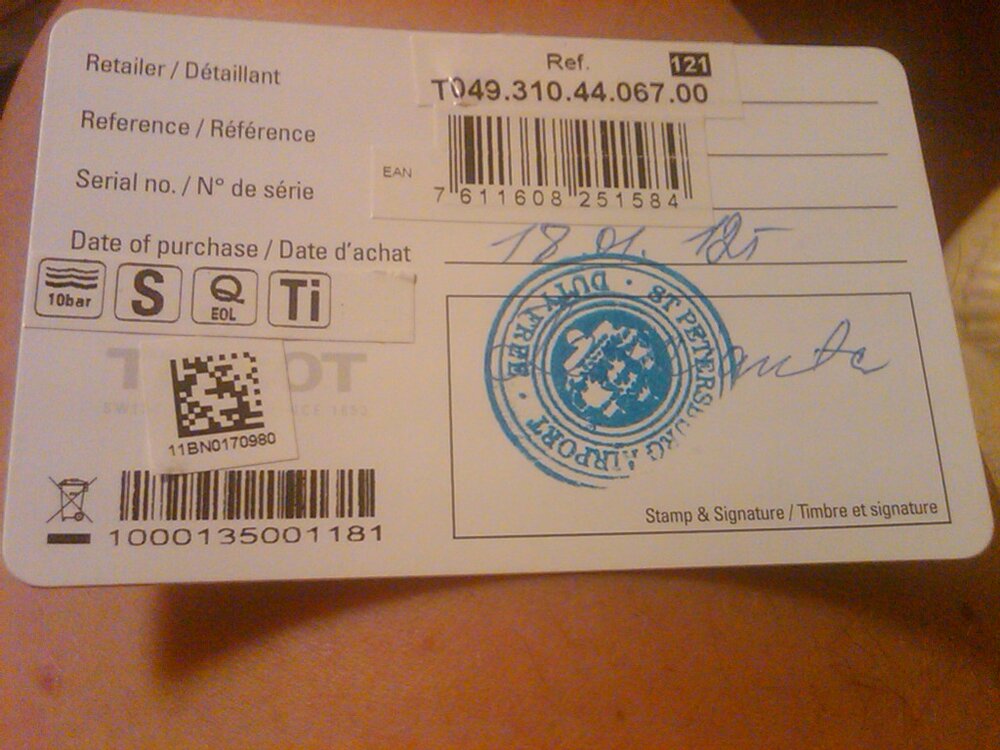 Retailer / Détaillant
Ref. 121
T049.310.44.067.00
Reference / Référence
EAN
7 611608 251584
Serial no. / N° de série
Date of purchase / Date d'achat
18.01.
10bar
S
Q
EOL
Ti
ST PETERSBURG AIRPORT • DUTY FREE •
11BN0170980
1000135001181
Stamp & Signature / Timbre et signature